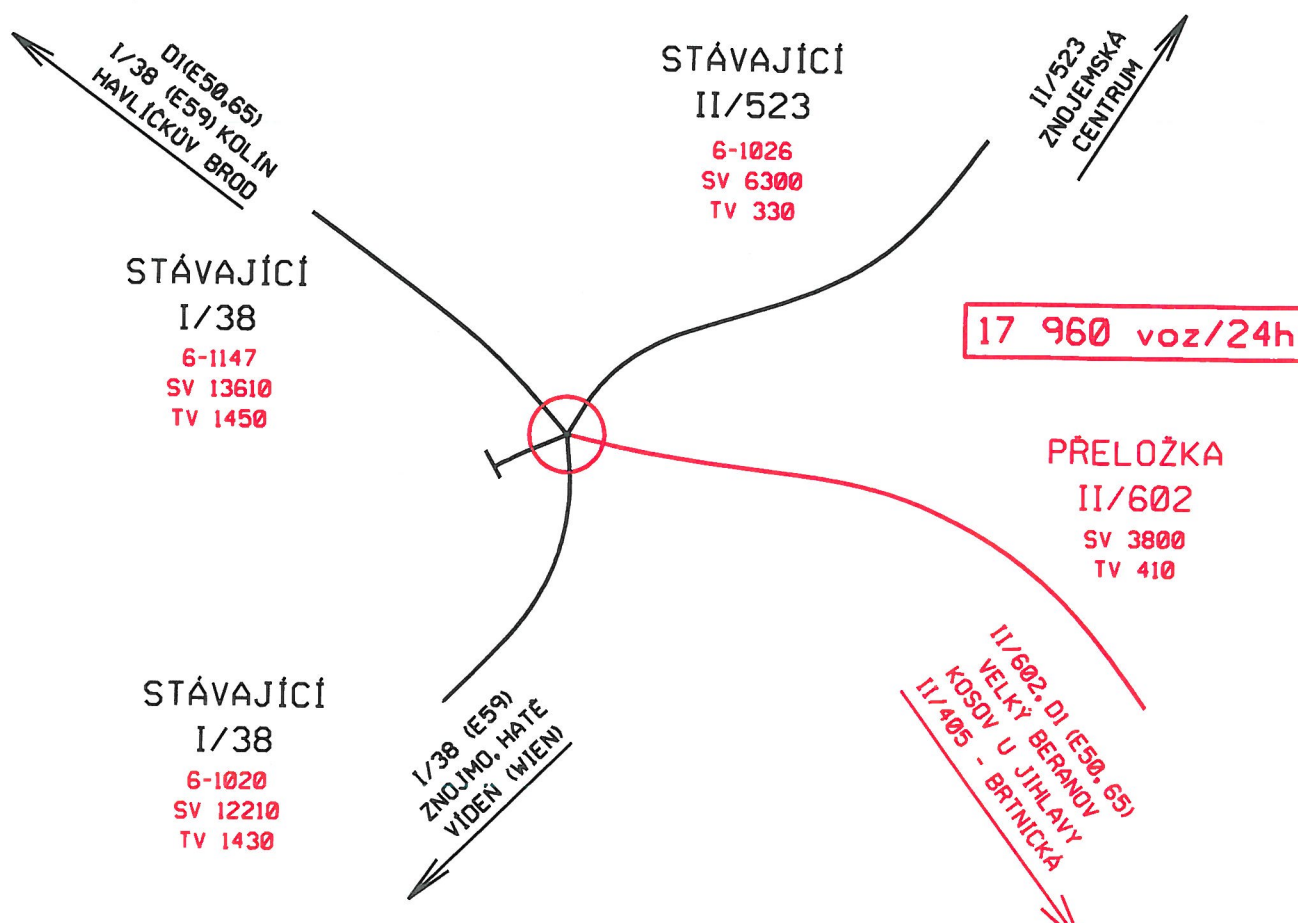 D1(E50,65)
I/38 (E59) KOLÍN
HAVLÍČKŮV BROD
STÁVAJÍCÍ
II/523
6-1026
SV 6300
TV 330
II/523
ZNOJEMSKÁ
CENTRUM
STÁVAJÍCÍ
I/38
6-1147
SV 13610
TV 1450
17 960 voz/24h
PŘELOŽKA
II/602
SV 3800
TV 410
STÁVAJÍCÍ
I/38
6-1020
SV 12210
TV 1430
I/38 (E59)
ZNOJMO, HATĚ
VÍDEŇ (WIEN)
II/602, D1 (E50, 65)
VELKÝ BERANOV
KOSOV U JIHLAVY
II/405 - BRTNICKÁ